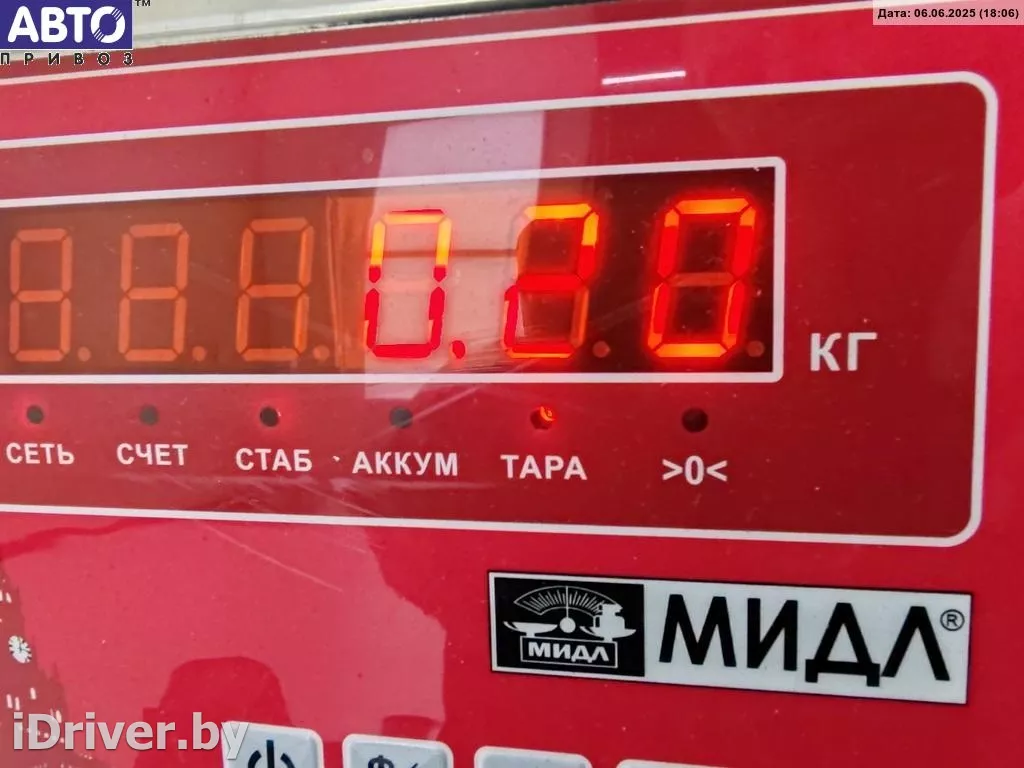 АВТО™
ПРИВОЗ
Дата: 06.06.2025 (18:06)
0.20
КГ
СЕТЬ СЧЕТ СТАБ АККУМ ТАРА >0<
МИДЛ
МИДЛ®
iDriver.by